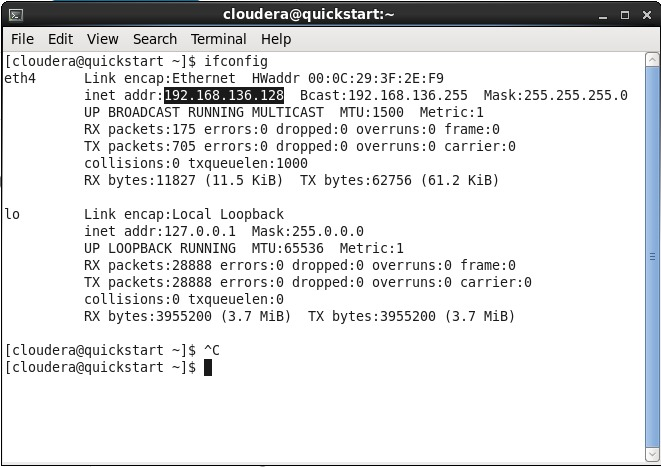 cloudera@quickstart:~
File Edit View Search Terminal Help
[cloudera@quickstart ~]$ ifconfig
eth4      Link encap:Ethernet  HWaddr 00:0C:29:3F:2E:F9
          inet addr:192.168.136.128  Bcast:192.168.136.255  Mask:255.255.255.0
          UP BROADCAST RUNNING MULTICAST  MTU:1500  Metric:1
          RX packets:175 errors:0 dropped:0 overruns:0 frame:0
          TX packets:705 errors:0 dropped:0 overruns:0 carrier:0
          collisions:0 txqueuelen:1000
          RX bytes:11827 (11.5 KiB)  TX bytes:62756 (61.2 KiB)
lo        Link encap:Local Loopback
          inet addr:127.0.0.1  Mask:255.0.0.0
          UP LOOPBACK RUNNING  MTU:65536  Metric:1
          RX packets:28888 errors:0 dropped:0 overruns:0 frame:0
          TX packets:28888 errors:0 dropped:0 overruns:0 carrier:0
          collisions:0 txqueuelen:0
          RX bytes:3955200 (3.7 MiB)  TX bytes:3955200 (3.7 MiB)
[cloudera@quickstart ~]$ ^C
[cloudera@quickstart ~]$